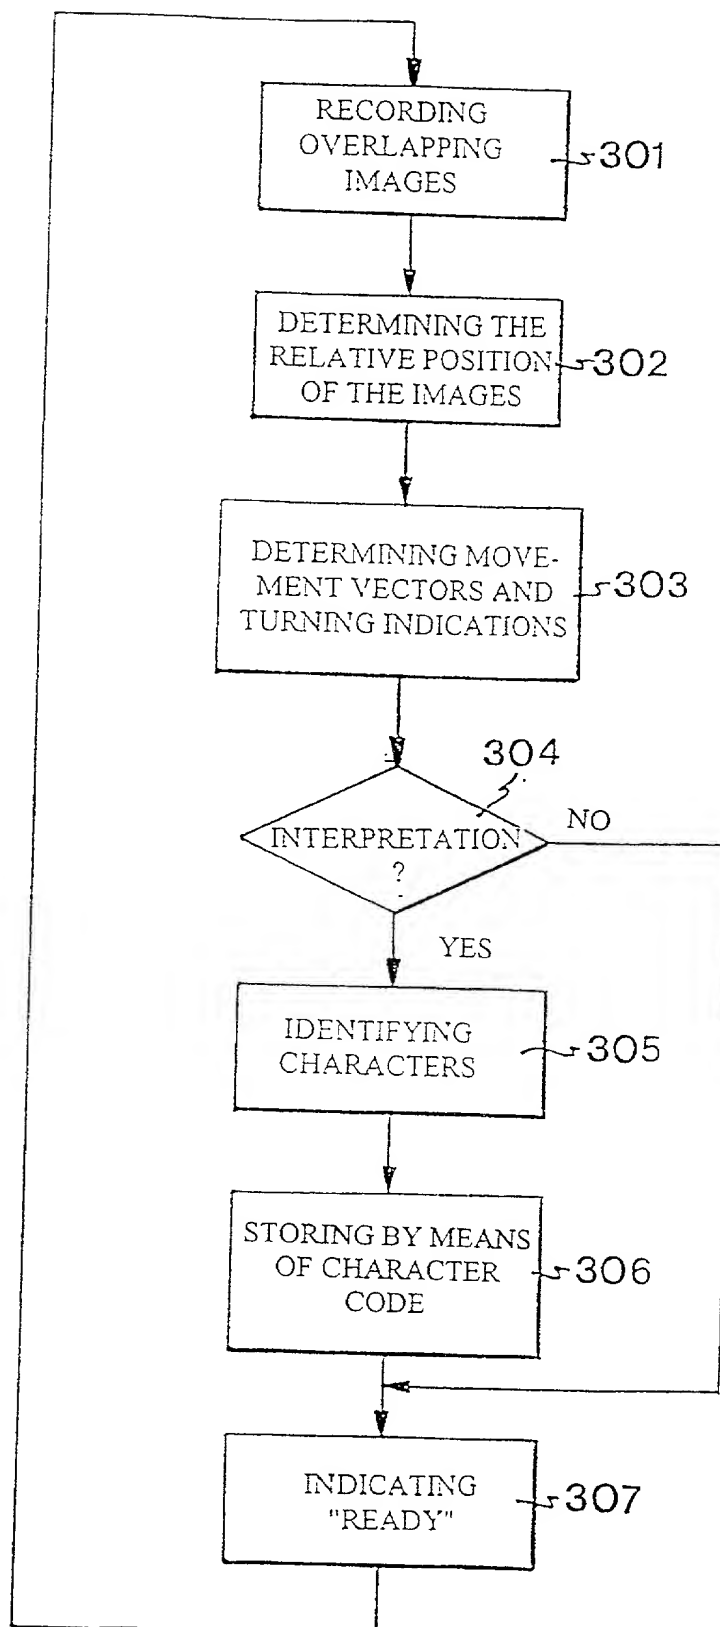 RECORDING
OVERLAPPING
IMAGES
301
DETERMINING THE
RELATIVE POSITION
OF THE IMAGES
302
DETERMINING MOVE-
MENT VECTORS AND
TURNING INDICATIONS
303
304
INTERPRETATION
?
NO
YES
IDENTIFYING
CHARACTERS
305
STORING BY MEANS
OF CHARACTER
CODE
306
INDICATING
"READY"
307